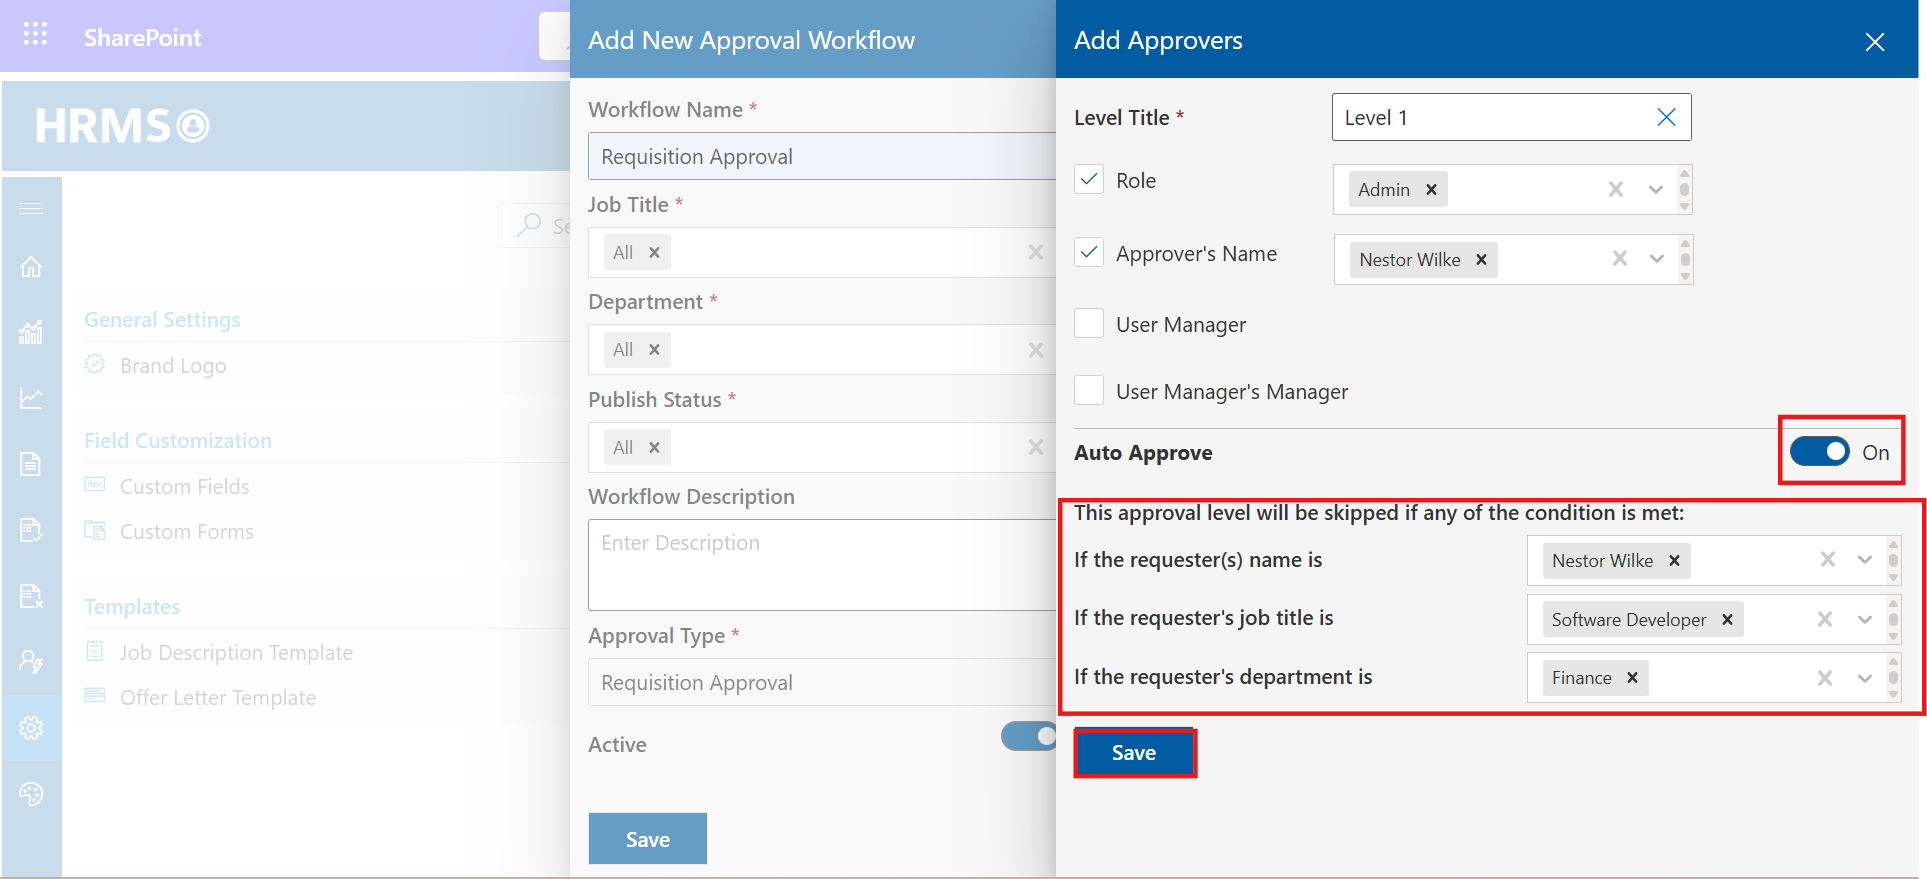 SharePoint
HRMS
Se
General Settings
Brand Logo
Field Customization
Abc Custom Fields
Custom Forms
Templates
Job Description Template
Offer Letter Template
Add New Approval Workflow
Workflow Name *
Requisition Approval
Job Title *
All
Department *
All
Publish Status *
All
Workflow Description
Enter Description
Approval Type *
Requisition Approval
Active
Save
Add Approvers
Level Title * Level 1
Role Admin
Approver's Name Nestor Wilke
User Manager
User Manager's Manager
Auto Approve On
This approval level will be skipped if any of the condition is met:
If the requester(s) name is Nestor Wilke
If the requester's job title is Software Developer
If the requester's department is Finance
Save